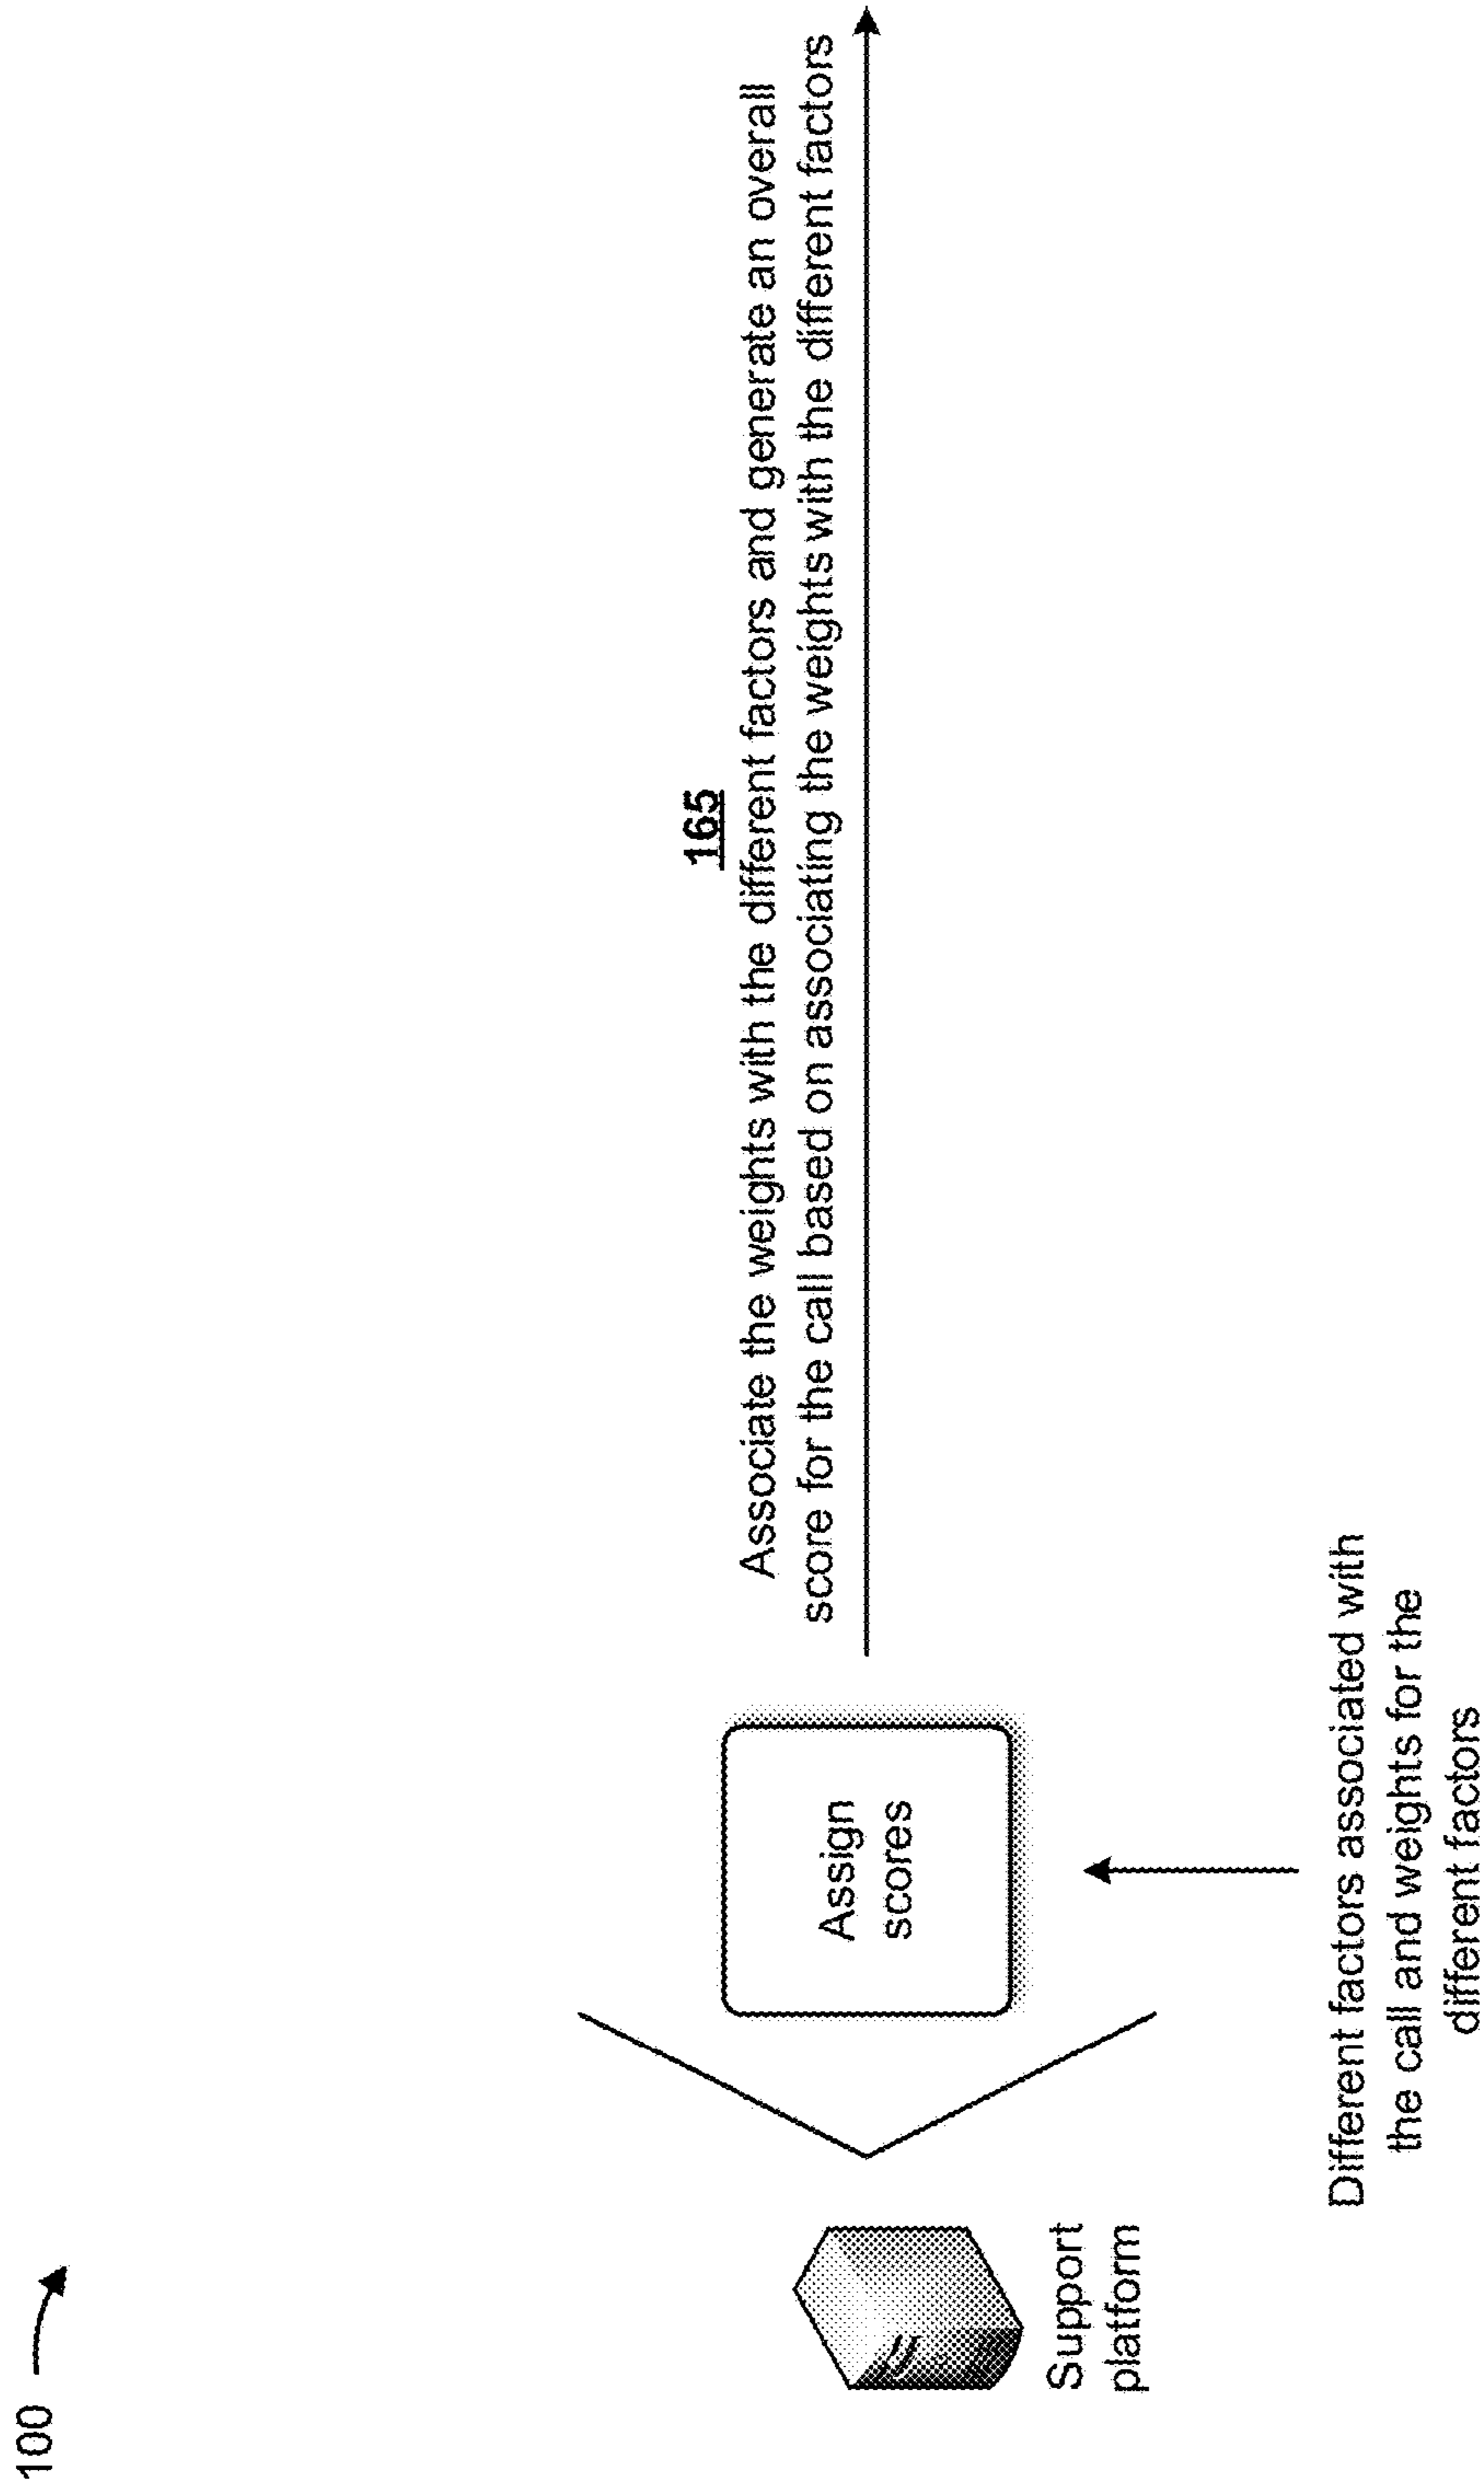 100
165
Associate the weights with the different factors and generate an overall
score for the call based on associating the weights with the different factors
Assign
scores
Support
platform
Different factors associated with
the call and weights for the
different factors